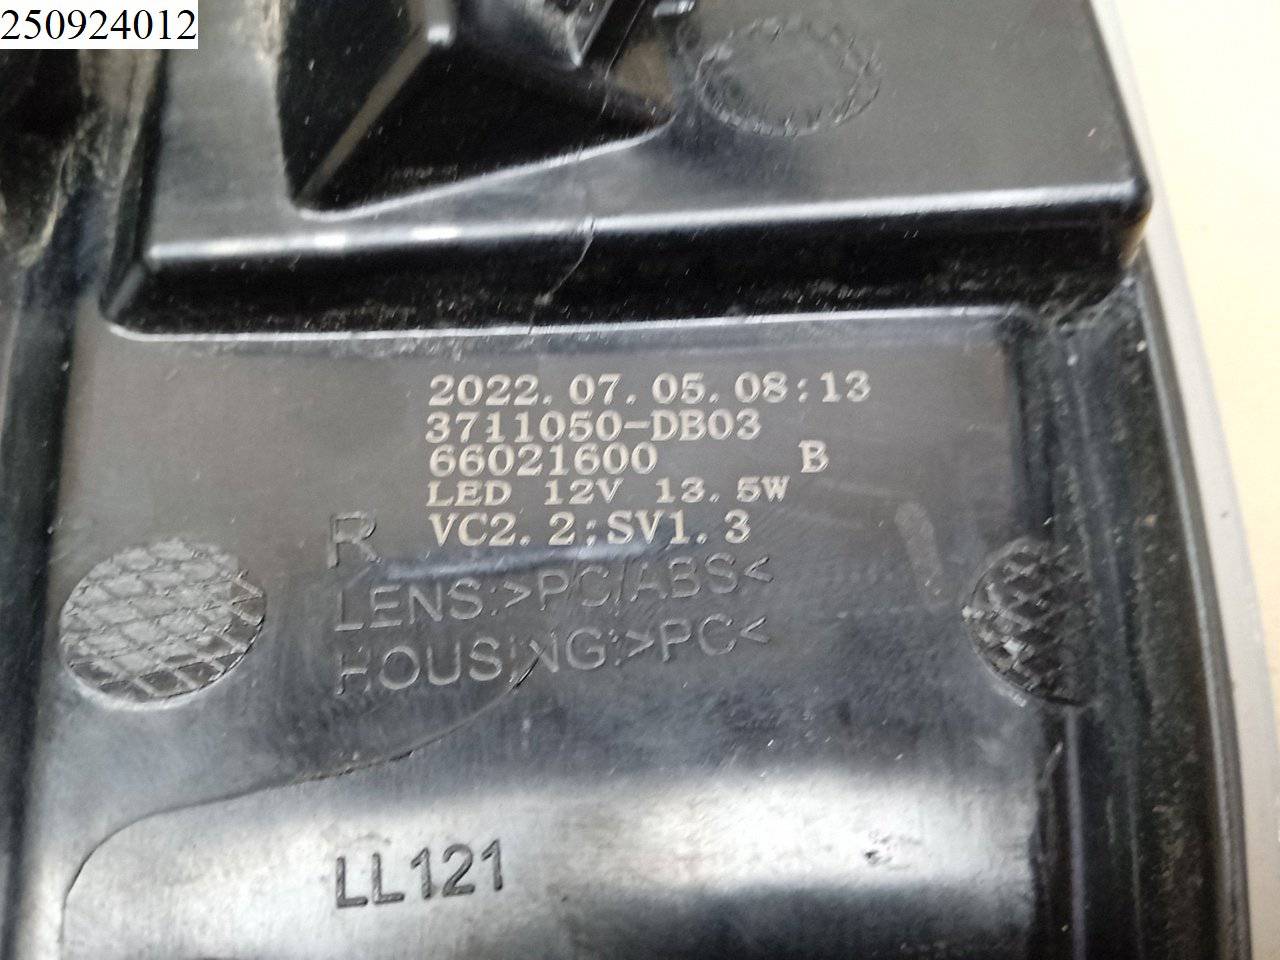 250924012
2022.07.05.08:13
3711050-DB03
66021600 B
LED 12V 13.5W
VC2.2;SV1.3
R
LENS:>PC/ABS<
HOUSING:>PC<
LL121